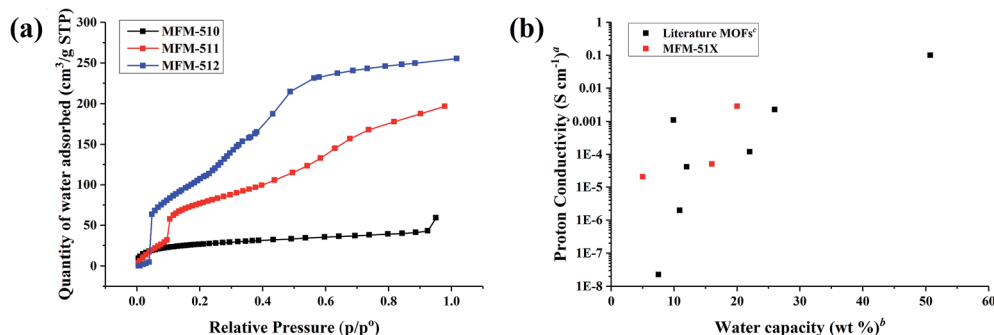 (a)
MFM-510
MFM-511
MFM-512
Quantity of water adsorbed (cm³/g STP)
300
250
200
150
100
50
0
0.0 0.2 0.4 0.6 0.8 1.0
Relative Pressure (p/p⁰)
(b)
Literature MOFsᶜ
MFM-51X
Proton Conductivity (S cm⁻¹)ᵃ
1
0.1
0.01
0.001
1E-4
1E-5
1E-6
1E-7
1E-8
0 10 20 30 40 50 60
Water capacity (wt %)ᵇ